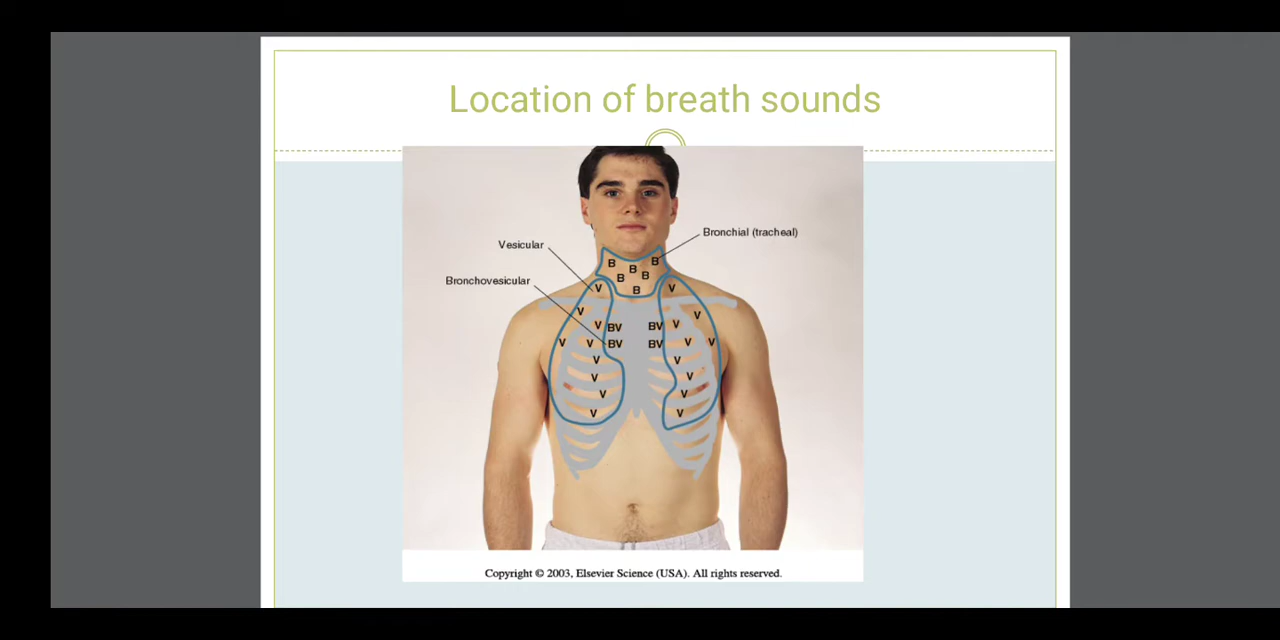 Location of breath sounds
Bronchial (tracheal)
Vesicular
Bronchovesicular
B B
B
B B
B
V V
V V
V BV BV V
V V BV BV V V
V V
V V
V V
V V
Copyright © 2003, Elsevier Science (USA). All rights reserved.